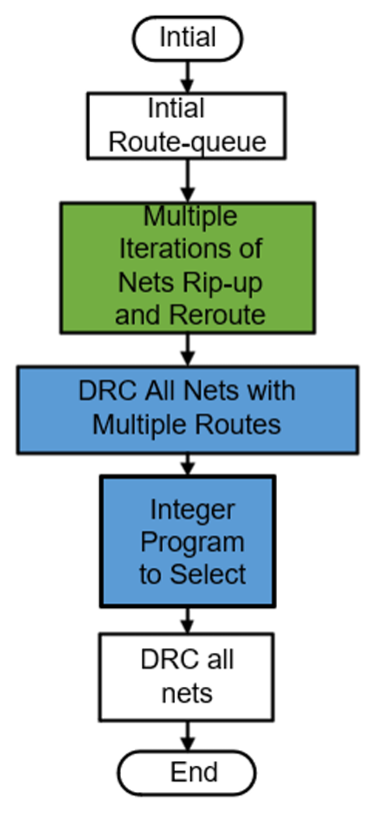 Intial
Intial
Route-queue
Multiple
Iterations of
Nets Rip-up
and Reroute
DRC All Nets with
Multiple Routes
Integer
Program
to Select
DRC all
nets
End